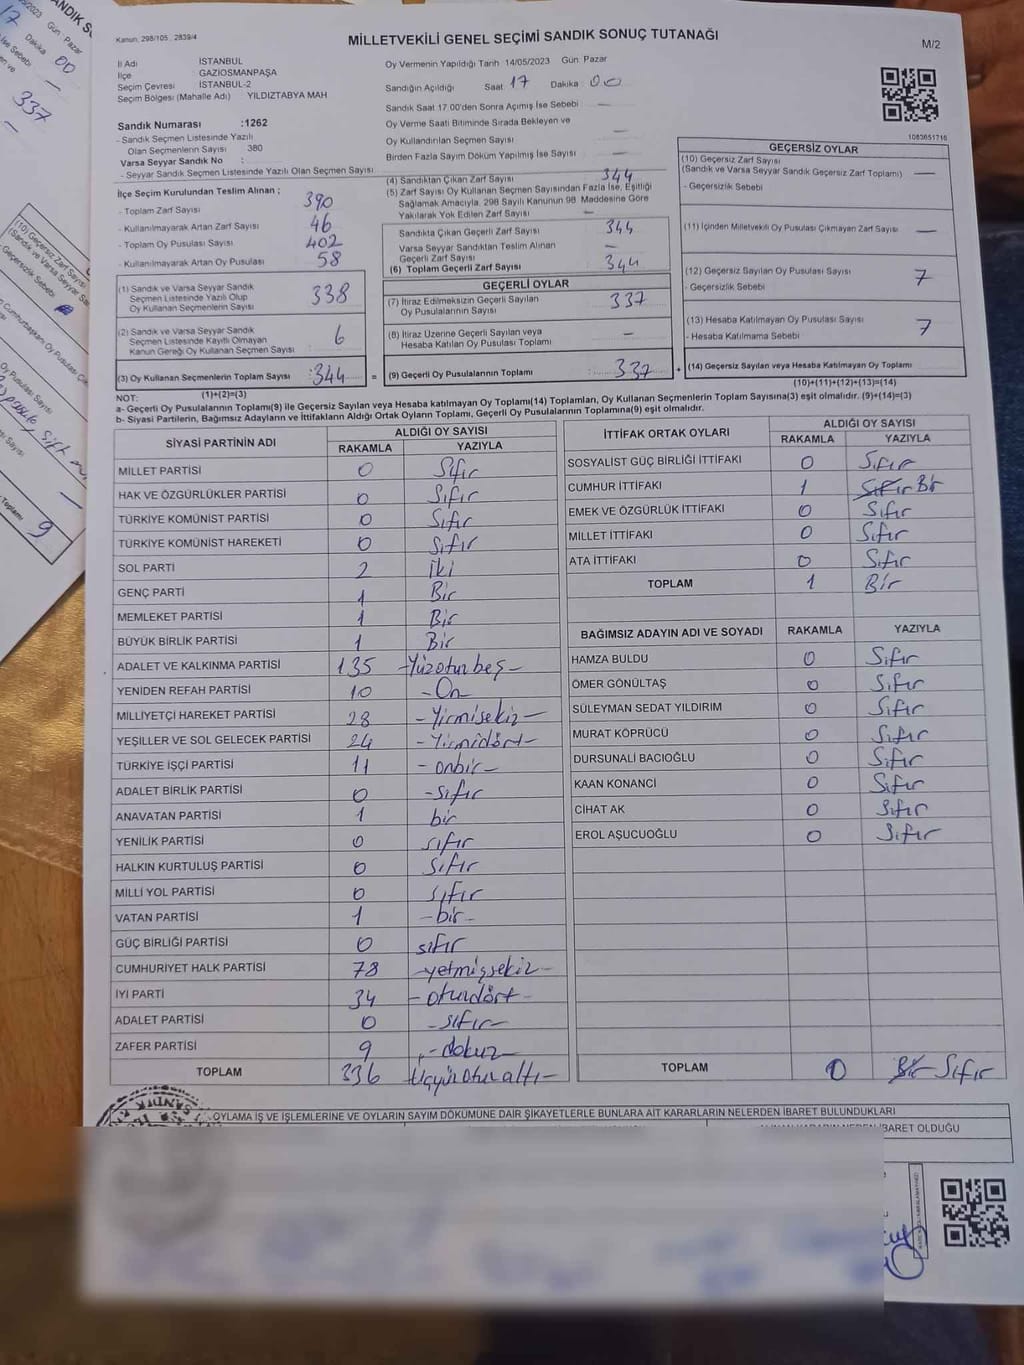 Kanun, 298/105, 2839/4
MİLLETVEKİLİ GENEL SEÇİMİ SANDIK SONUÇ TUTANAĞI
M/2
İl Adı İSTANBUL
İlçe GAZİOSMANPAŞA
Seçim Çevresi İSTANBUL-2
Seçim Bölgesi (Mahalle Adı) YILDIZTABYA MAH
Sandık Numarası :1262
- Sandık Seçmen Listesinde Yazılı
Olan Seçmenlerin Sayısı 380
Varsa Seyyar Sandık No :
- Seyyar Sandık Seçmen Listesinde Yazılı Olan Seçmen Sayısı
Oy Vermenin Yapıldığı Tarih 14/05/2023 Gün Pazar
Sandığın Açıldığı Saat 17 Dakika 00
Sandık Saat 17.00'den Sonra Açımış İse Sebebi —
Oy Verme Saati Bitiminde Sırada Bekleyen ve
Oy Kullandırılan Seçmen Sayısı —
Birden Fazla Sayım Döküm Yapılmış İse Sayısı —
1083651716
İlçe Seçim Kurulundan Teslim Alınan ;
- Toplam Zarf Sayısı 390
- Kullanılmayarak Artan Zarf Sayısı 46
- Toplam Oy Pusulası Sayısı 402
- Kullanılmayarak Artan Oy Pusulası 58
(1) Sandık ve Varsa Seyyar Sandık
Seçmen Listesinde Yazılı Olup
Oy Kullanan Seçmenlerin Sayısı 338
(2) Sandık ve Varsa Seyyar Sandık
Seçmen Listesinde Kayıtlı Olmayan
Kanun Gereği Oy Kullanan Seçmen Sayısı 6
(3) Oy Kullanan Seçmenlerin Toplam Sayısı :344
(4) Sandıktan Çıkan Zarf Sayısı 344
(5) Zarf Sayısı Oy Kullanan Seçmen Sayısından Fazla İse, Eşitliği
Sağlamak Amacıyla, 298 Sayılı Kanunun 98 Maddesine Göre
Yakılarak Yok Edilen Zarf Sayısı —
Sandıkta Çıkan Geçerli Zarf Sayısı 344
Varsa Seyyar Sandıktan Teslim Alınan
Geçerli Zarf Sayısı —
(6) Toplam Geçerli Zarf Sayısı 344
GEÇERLİ OYLAR
(7) İtiraz Edilmeksizin Geçerli Sayılan
Oy Pusulalarının Sayısı 337
(8) İtiraz Üzerine Geçerli Sayılan veya
Hesaba Katılan Oy Pusulası Toplamı —
= (9) Geçerli Oy Pusulalarının Toplamı 337
GEÇERSİZ OYLAR
(10) Geçersiz Zarf Sayısı
(Sandık ve Varsa Seyyar Sandık Geçersiz Zarf Toplamı) —
- Geçersizlik Sebebi
(11) İçinden Milletvekili Oy Pusulası Çıkmayan Zarf Sayısı —
(12) Geçersiz Sayılan Oy Pusulası Sayısı 7
- Geçersizlik Sebebi
(13) Hesaba Katılmayan Oy Pusulası Sayısı 7
- Hesaba Katılmama Sebebi
+ (14) Geçersiz Sayılan veya Hesaba Katılmayan Oy Toplamı
NOT: (1)+(2)=(3) (10)+(11)+(12)+(13)=(14)
a- Geçerli Oy Pusulalarının Toplamı(9) ile Geçersiz Sayılan veya Hesaba katılmayan Oy Toplamı(14) Toplamları, Oy Kullanan Seçmenlerin Toplam Sayısına(3) eşit olmalıdır. (9)+(14)=(3)
b- Siyasi Partilerin, Bağımsız Adayların ve İttifakların Aldığı Ortak Oyların Toplamı, Geçerli Oy Pusulalarının Toplamına(9) eşit olmalıdır.
SİYASİ PARTİNİN ADI ALDIĞI OY SAYISI
RAKAMLA YAZIYLA
MİLLET PARTİSİ 0 Sıfır
HAK VE ÖZGÜRLÜKLER PARTİSİ 0 Sıfır
TÜRKİYE KOMÜNİST PARTİSİ 0 Sıfır
TÜRKİYE KOMÜNİST HAREKETİ 0 Sıfır
SOL PARTİ 2 İki
GENÇ PARTİ 1 Bir
MEMLEKET PARTİSİ 1 Bir
BÜYÜK BİRLİK PARTİSİ 1 Bir
ADALET VE KALKINMA PARTİSİ 135 -Yüzoturbeş-
YENİDEN REFAH PARTİSİ 10 -On-
MİLLİYETÇİ HAREKET PARTİSİ 28 -Yirmisekiz-
YEŞİLLER VE SOL GELECEK PARTİSİ 24 -Yirmidört-
TÜRKİYE İŞÇİ PARTİSİ 11 -onbir-
ADALET BİRLİK PARTİSİ 0 -sıfır
ANAVATAN PARTİSİ 1 bir
YENİLİK PARTİSİ 0 sıfır
HALKIN KURTULUŞ PARTİSİ 0 Sıfır
MİLLİ YOL PARTİSİ 0 sıfır
VATAN PARTİSİ 1 -bir-
GÜÇ BİRLİĞİ PARTİSİ 0 sıfır
CUMHURİYET HALK PARTİSİ 78 -yetmişsekiz-
İYİ PARTİ 34 -oturdört-
ADALET PARTİSİ 0 -sıfır-
ZAFER PARTİSİ 9 -dokuz-
TOPLAM 336 Üçyüzoturaltı-
İTTİFAK ORTAK OYLARI ALDIĞI OY SAYISI
RAKAMLA YAZIYLA
SOSYALİST GÜÇ BİRLİĞİ İTTİFAKI 0 Sıfır
CUMHUR İTTİFAKI 1 Sıfır Bir
EMEK VE ÖZGÜRLÜK İTTİFAKI 0 Sıfır
MİLLET İTTİFAKI 0 Sıfır
ATA İTTİFAKI 0 Sıfır
TOPLAM 1 Bir
BAĞIMSIZ ADAYIN ADI VE SOYADI RAKAMLA YAZIYLA
HAMZA BULDU 0 Sıfır
ÖMER GÖNÜLTAŞ 0 Sıfır
SÜLEYMAN SEDAT YILDIRIM 0 Sıfır
MURAT KÖPRÜCÜ 0 Sıfır
DURSUNALİ BACIOĞLU 0 Sıfır
KAAN KONANCİ 0 Sıfır
CİHAT AK 0 Sıfır
EROL AŞUCUOĞLU 0 Sıfır
TOPLAM 0 Bir Sıfır
OYLAMA İŞ VE İŞLEMLERİNE VE OYLARIN SAYIM DÖKÜMÜNE DAİR ŞİKAYETLERLE BUNLARA AİT KARARLARIN NELERDEN İBARET BULUNDUKLARI
İBARET OLDUĞU